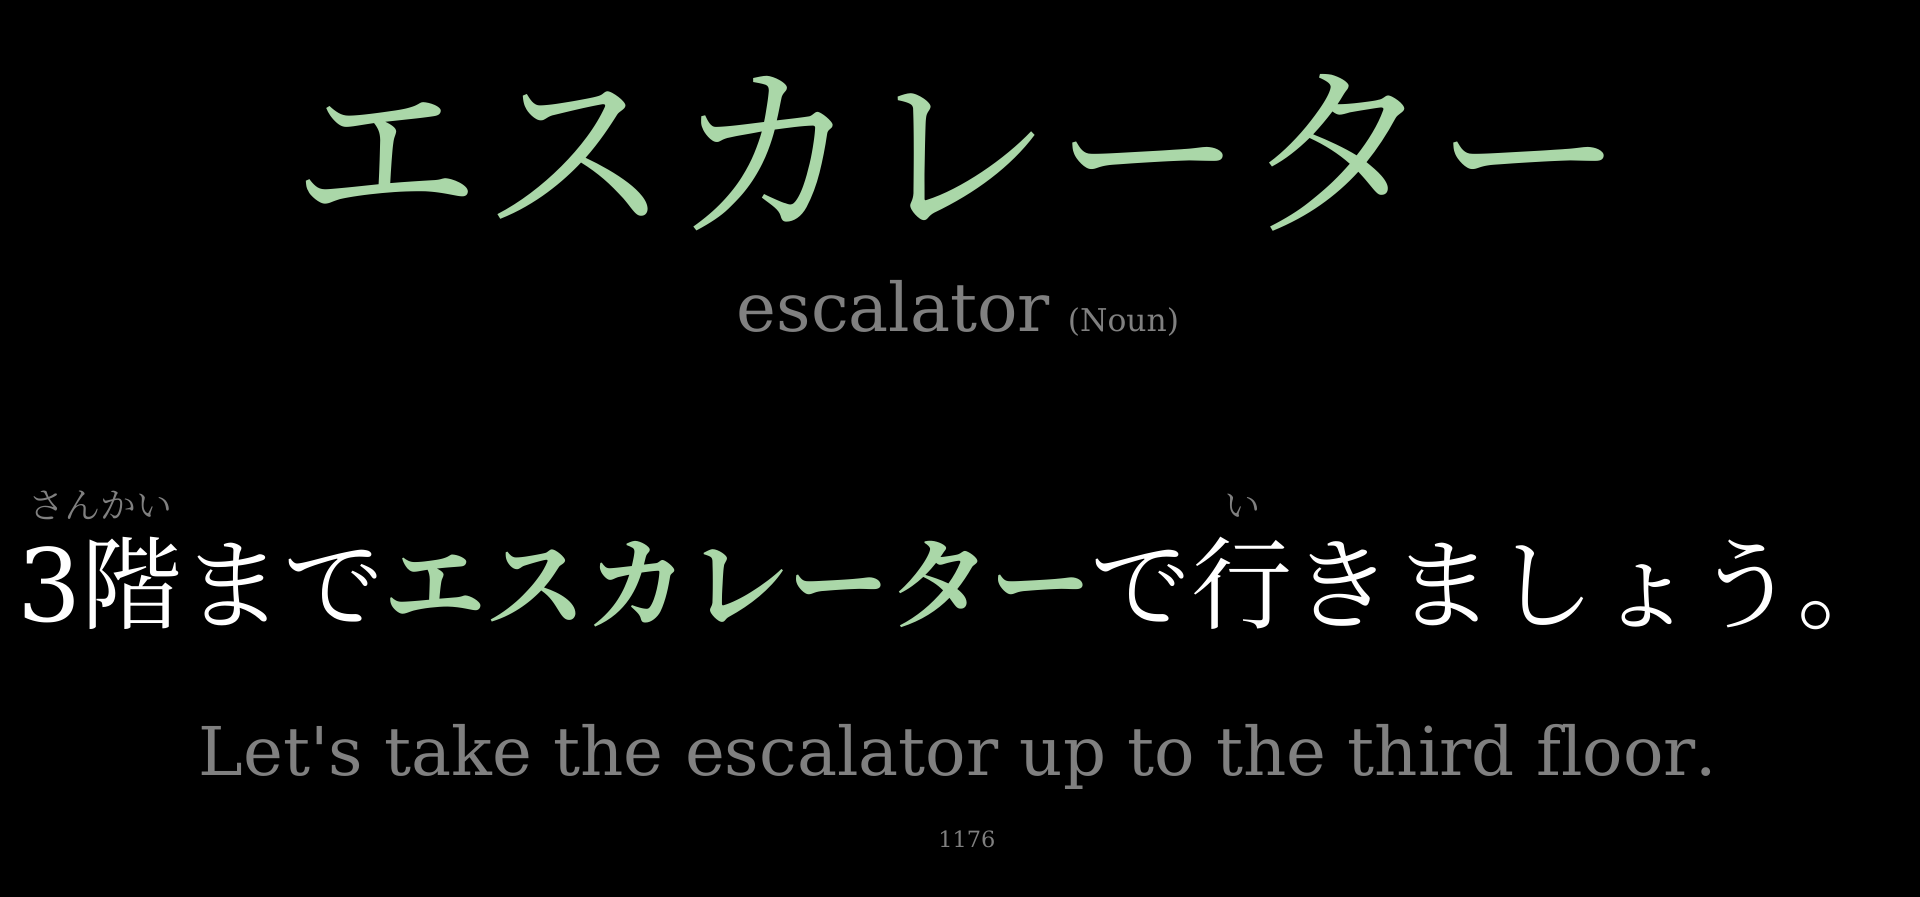 エスカレーター
escalator (Noun)
さんかい い
3階までエスカレーターで行きましょう。
Let's take the escalator up to the third floor.
1176